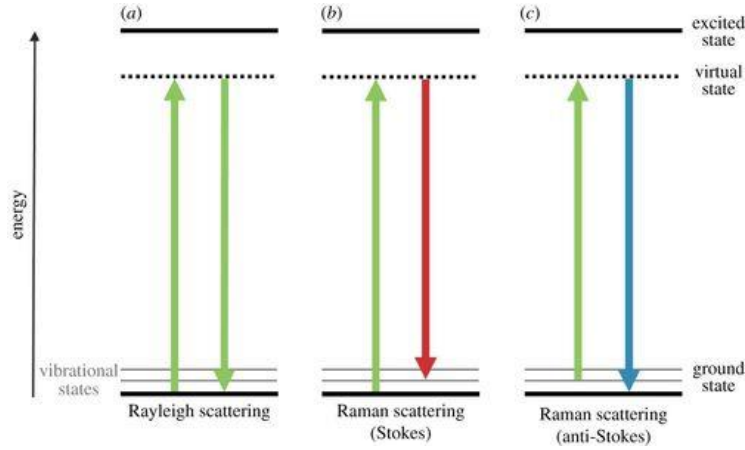 (a)
(b)
(c)
excited
state
virtual
state
energy
vibrational
states
ground
state
Rayleigh scattering
Raman scattering
(Stokes)
Raman scattering
(anti-Stokes)